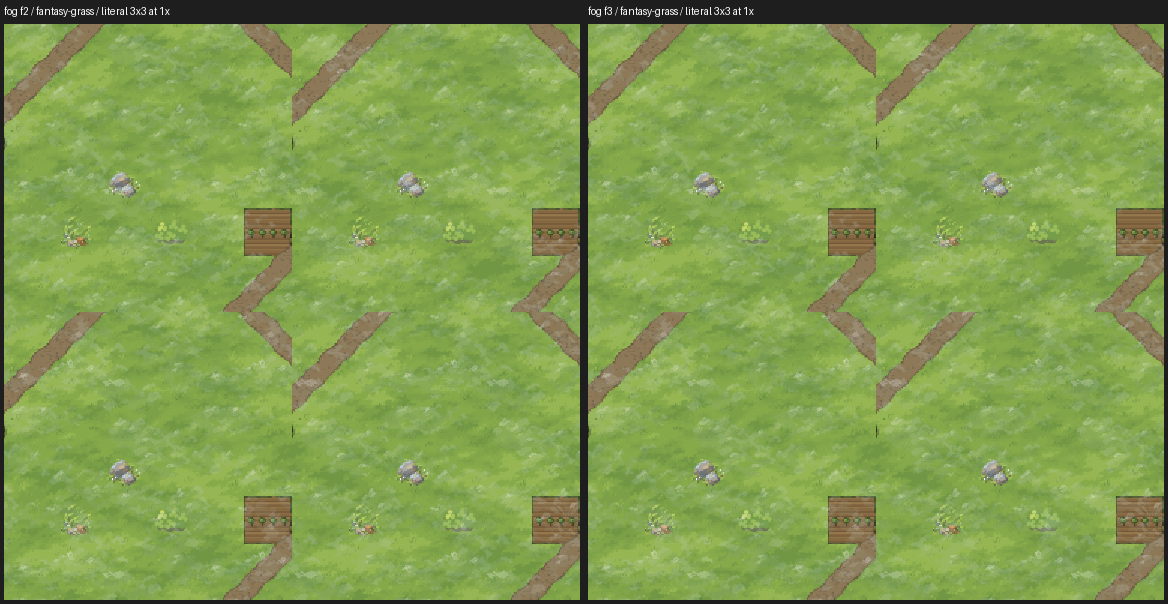 fog f2 / fantasy-grass / literal 3x3 at 1x
fog f3 / fantasy-grass / literal 3x3 at 1x